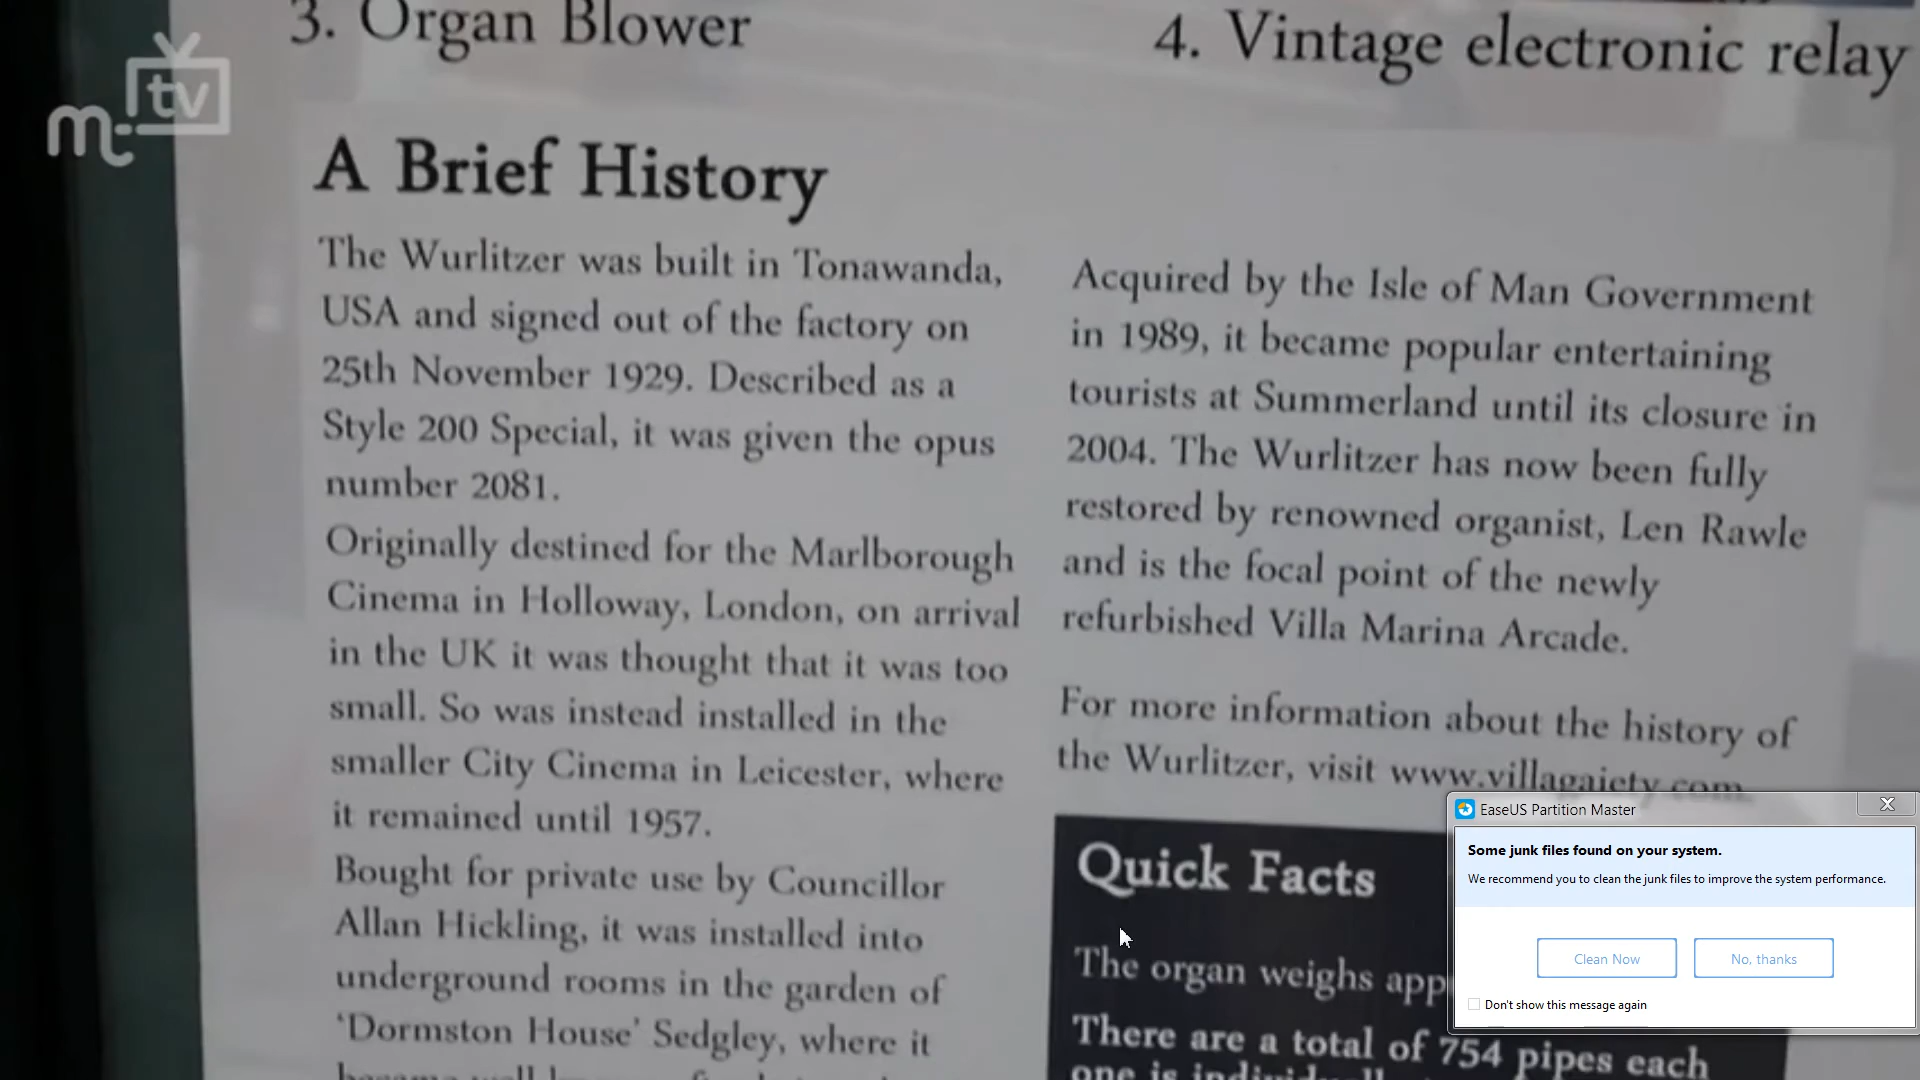 3. Organ Blower
4. Vintage electronic relay
m tv
A Brief History
The Wurlitzer was built in Tonawanda,
USA and signed out of the factory on
25th November 1929. Described as a
Style 200 Special, it was given the opus
number 2081.
Originally destined for the Marlborough
Cinema in Holloway, London, on arrival
in the UK it was thought that it was too
small. So was instead installed in the
smaller City Cinema in Leicester, where
it remained until 1957.
Bought for private use by Councillor
Allan Hickling, it was installed into
underground rooms in the garden of
‘Dormston House’ Sedgley, where it
Acquired by the Isle of Man Government
in 1989, it became popular entertaining
tourists at Summerland until its closure in
2004. The Wurlitzer has now been fully
restored by renowned organist, Len Rawle
and is the focal point of the newly
refurbished Villa Marina Arcade.
For more information about the history of
the Wurlitzer, visit www.villagaiety.com.
Quick Facts
The organ weighs app
There are a total of 754 pipes each
one is
EaseUS Partition Master
Some junk files found on your system.
We recommend you to clean the junk files to improve the system performance.
Clean Now
No, thanks
Don't show this message again